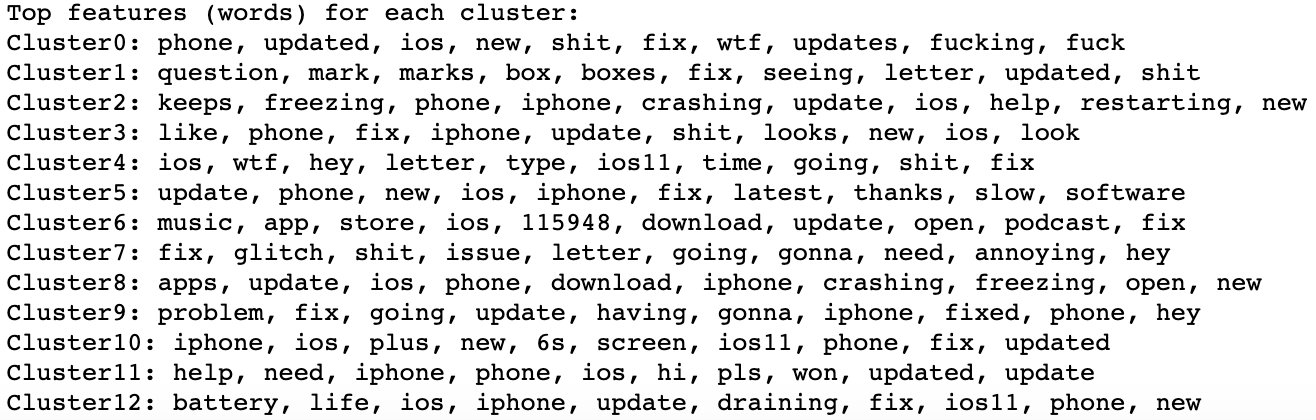 Top features (words) for each cluster:
Cluster0: phone, updated, ios, new, shit, fix, wtf, updates, fucking, fuck
Cluster1: question, mark, marks, box, boxes, fix, seeing, letter, updated, shit
Cluster2: keeps, freezing, phone, iphone, crashing, update, ios, help, restarting, new
Cluster3: like, phone, fix, iphone, update, shit, looks, new, ios, look
Cluster4: ios, wtf, hey, letter, type, ios11, time, going, shit, fix
Cluster5: update, phone, new, ios, iphone, fix, latest, thanks, slow, software
Cluster6: music, app, store, ios, 115948, download, update, open, podcast, fix
Cluster7: fix, glitch, shit, issue, letter, going, gonna, need, annoying, hey
Cluster8: apps, update, ios, phone, download, iphone, crashing, freezing, open, new
Cluster9: problem, fix, going, update, having, gonna, iphone, fixed, phone, hey
Cluster10: iphone, ios, plus, new, 6s, screen, ios11, phone, fix, updated
Cluster11: help, need, iphone, phone, ios, hi, pls, won, updated, update
Cluster12: battery, life, ios, iphone, update, draining, fix, ios11, phone, new